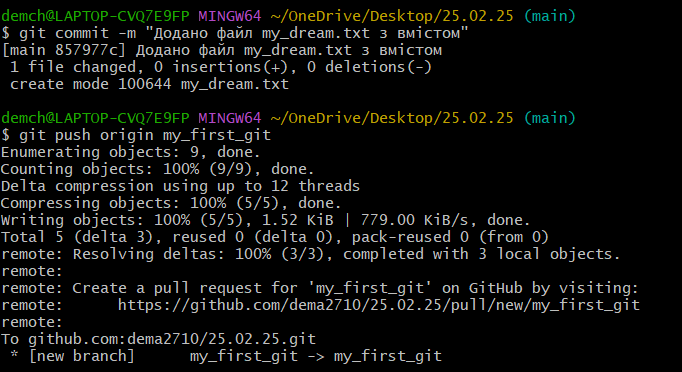 demch@LAPTOP-CVQ7E9FP MINGW64 ~/OneDrive/Desktop/25.02.25 (main)
$ git commit -m "Додано файл my_dream.txt з вмістом"
[main 857977c] Додано файл my_dream.txt з вмістом
 1 file changed, 0 insertions(+), 0 deletions(-)
 create mode 100644 my_dream.txt

demch@LAPTOP-CVQ7E9FP MINGW64 ~/OneDrive/Desktop/25.02.25 (main)
$ git push origin my_first_git
Enumerating objects: 9, done.
Counting objects: 100% (9/9), done.
Delta compression using up to 12 threads
Compressing objects: 100% (5/5), done.
Writing objects: 100% (5/5), 1.52 KiB | 779.00 KiB/s, done.
Total 5 (delta 3), reused 0 (delta 0), pack-reused 0 (from 0)
remote: Resolving deltas: 100% (3/3), completed with 3 local objects.
remote:
remote: Create a pull request for 'my_first_git' on GitHub by visiting:
remote:      https://github.com/dema2710/25.02.25/pull/new/my_first_git
remote:
To github.com:dema2710/25.02.25.git
 * [new branch]      my_first_git -> my_first_git